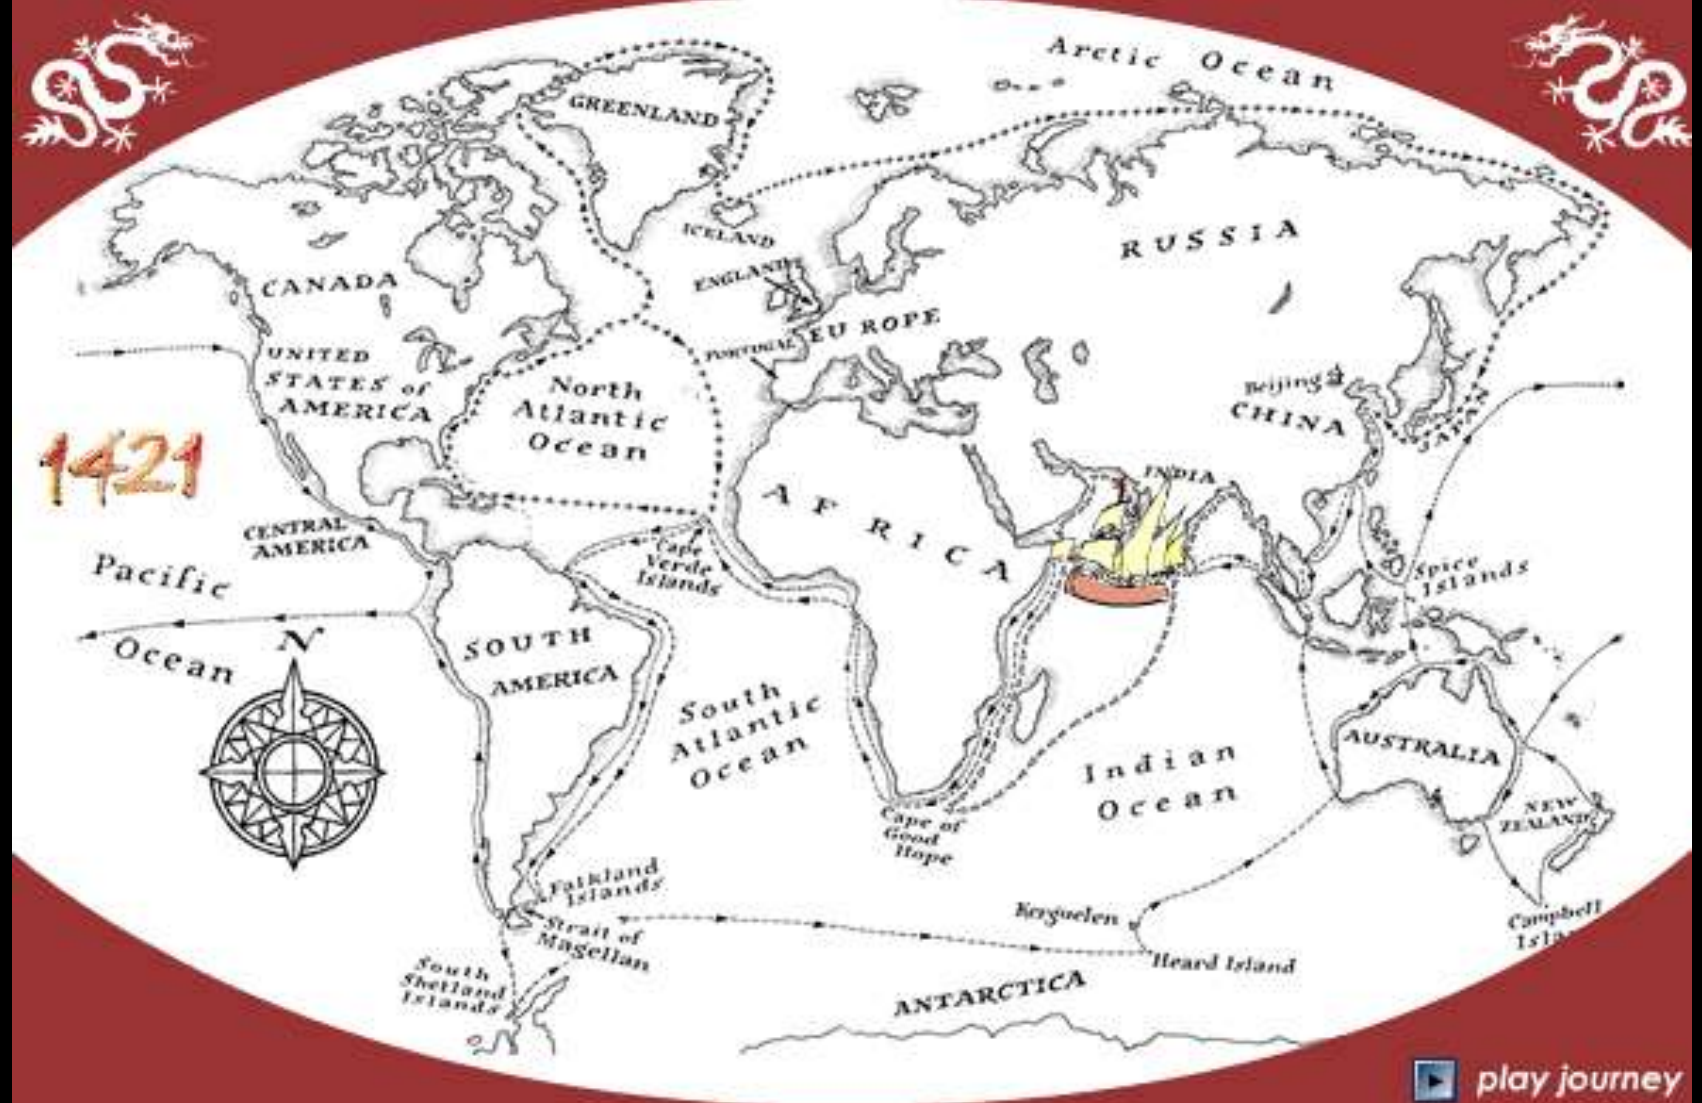 Arctic Ocean
GREENLAND
ICELAND
RUSSIA
CANADA
ENGLAND
EUROPE
PORTUGAL
UNITED
STATES of
AMERICA
North
Atlantic
Ocean
Beijing
CHINA
JAPAN
1421
INDIA
AFRICA
CENTRAL
AMERICA
Cape
Verde
Islands
Spice
Islands
Pacific
Ocean
N
SOUTH
AMERICA
South
Atlantic
Ocean
Indian
Ocean
AUSTRALIA
NEW
ZEALAND
Cape of
Good
Hope
Falkland
Islands
Strait of
Magellan
Kerguelen
Campbell
South
Shetland
Islands
Heard Island
ANTARCTICA
play journey